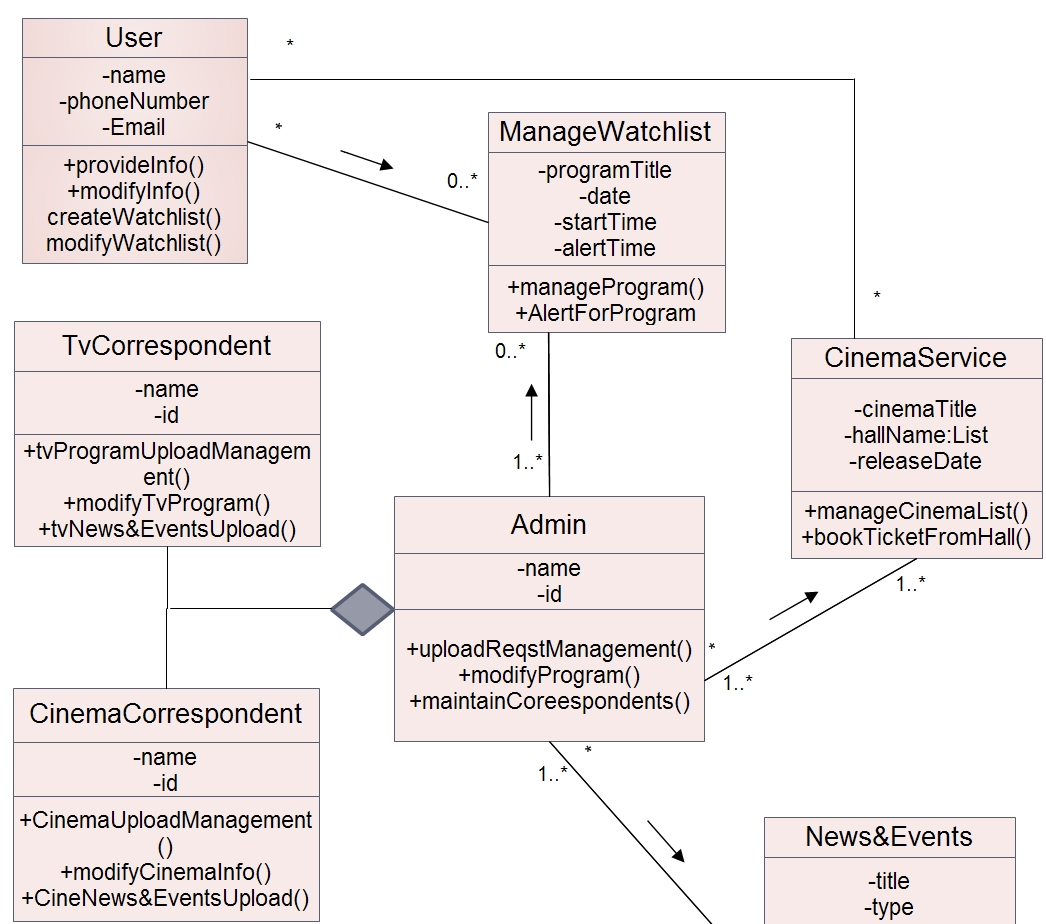 User
-name
-phoneNumber
-Email
+provideInfo()
+modifyInfo()
createWatchlist()
modifyWatchlist()
*
*
0..*
ManageWatchlist
-programTitle
-date
-startTime
-alertTime
+manageProgram()
+AlertForProgram
*
TvCorrespondent
-name
-id
+tvProgramUploadManagem
ent()
+modifyTvProgram()
+tvNews&EventsUpload()
0..*
1..*
CinemaService
-cinemaTitle
-hallName:List
-releaseDate
+manageCinemaList()
+bookTicketFromHall()
Admin
-name
-id
+uploadReqstManagement()
+modifyProgram()
+maintainCoreespondents()
1..*
*
1..*
CinemaCorrespondent
-name
-id
+CinemaUploadManagement
()
+modifyCinemaInfo()
+CineNews&EventsUpload()
*
1..*
News&Events
-title
-type